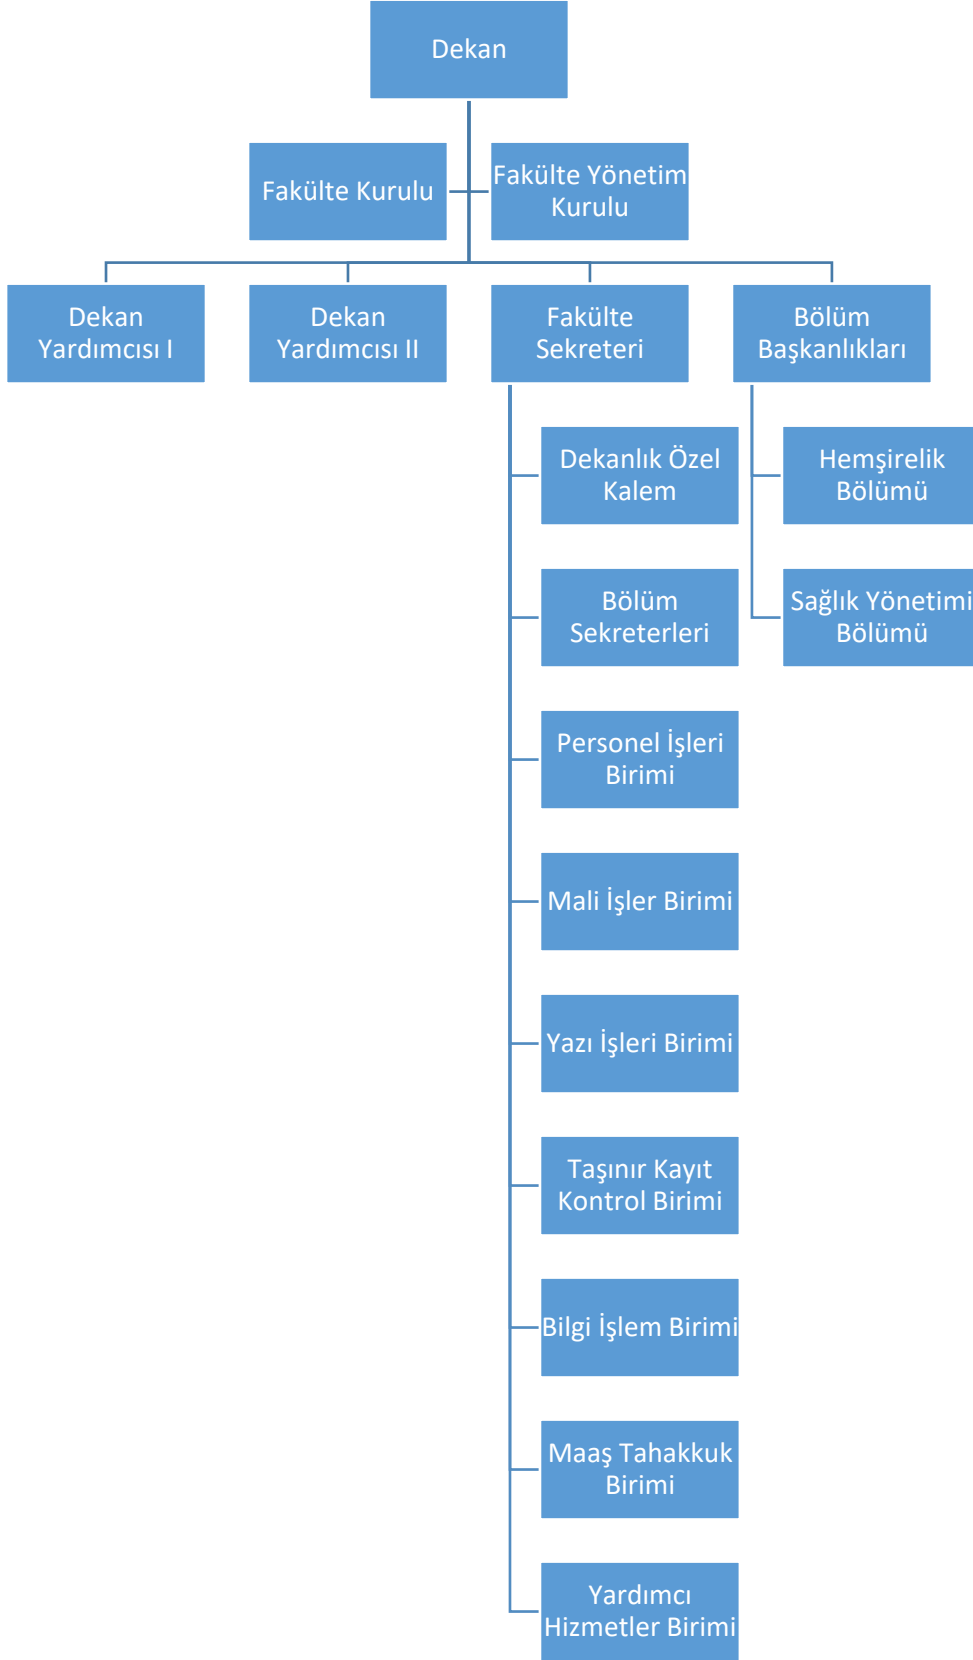 Dekan
Fakülte Kurulu
Fakülte Yönetim
Kurulu
Dekan
Yardımcısı I
Dekan
Yardımcısı II
Fakülte
Sekreteri
Bölüm
Başkanlıkları
Dekanlık Özel
Kalem
Hemşirelik
Bölümü
Bölüm
Sekreterleri
Sağlık Yönetimi
Bölümü
Personel İşleri
Birimi
Mali İşler Birimi
Yazı İşleri Birimi
Taşınır Kayıt
Kontrol Birimi
Bilgi İşlem Birimi
Maaş Tahakkuk
Birimi
Yardımcı
Hizmetler Birimi